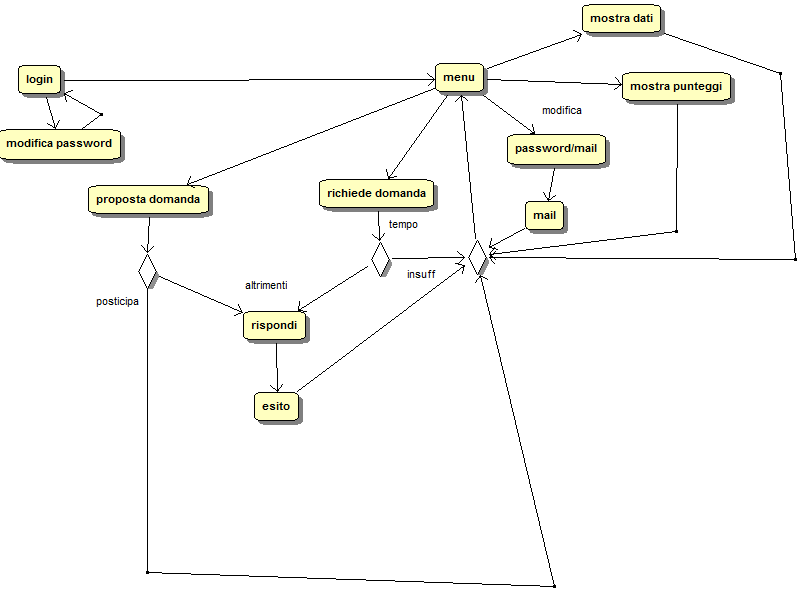 mostra dati
login
menu
mostra punteggi
modifica
modifica password
password/mail
proposta domanda
richiede domanda
mail
tempo
insuff
altrimenti
posticipa
rispondi
esito